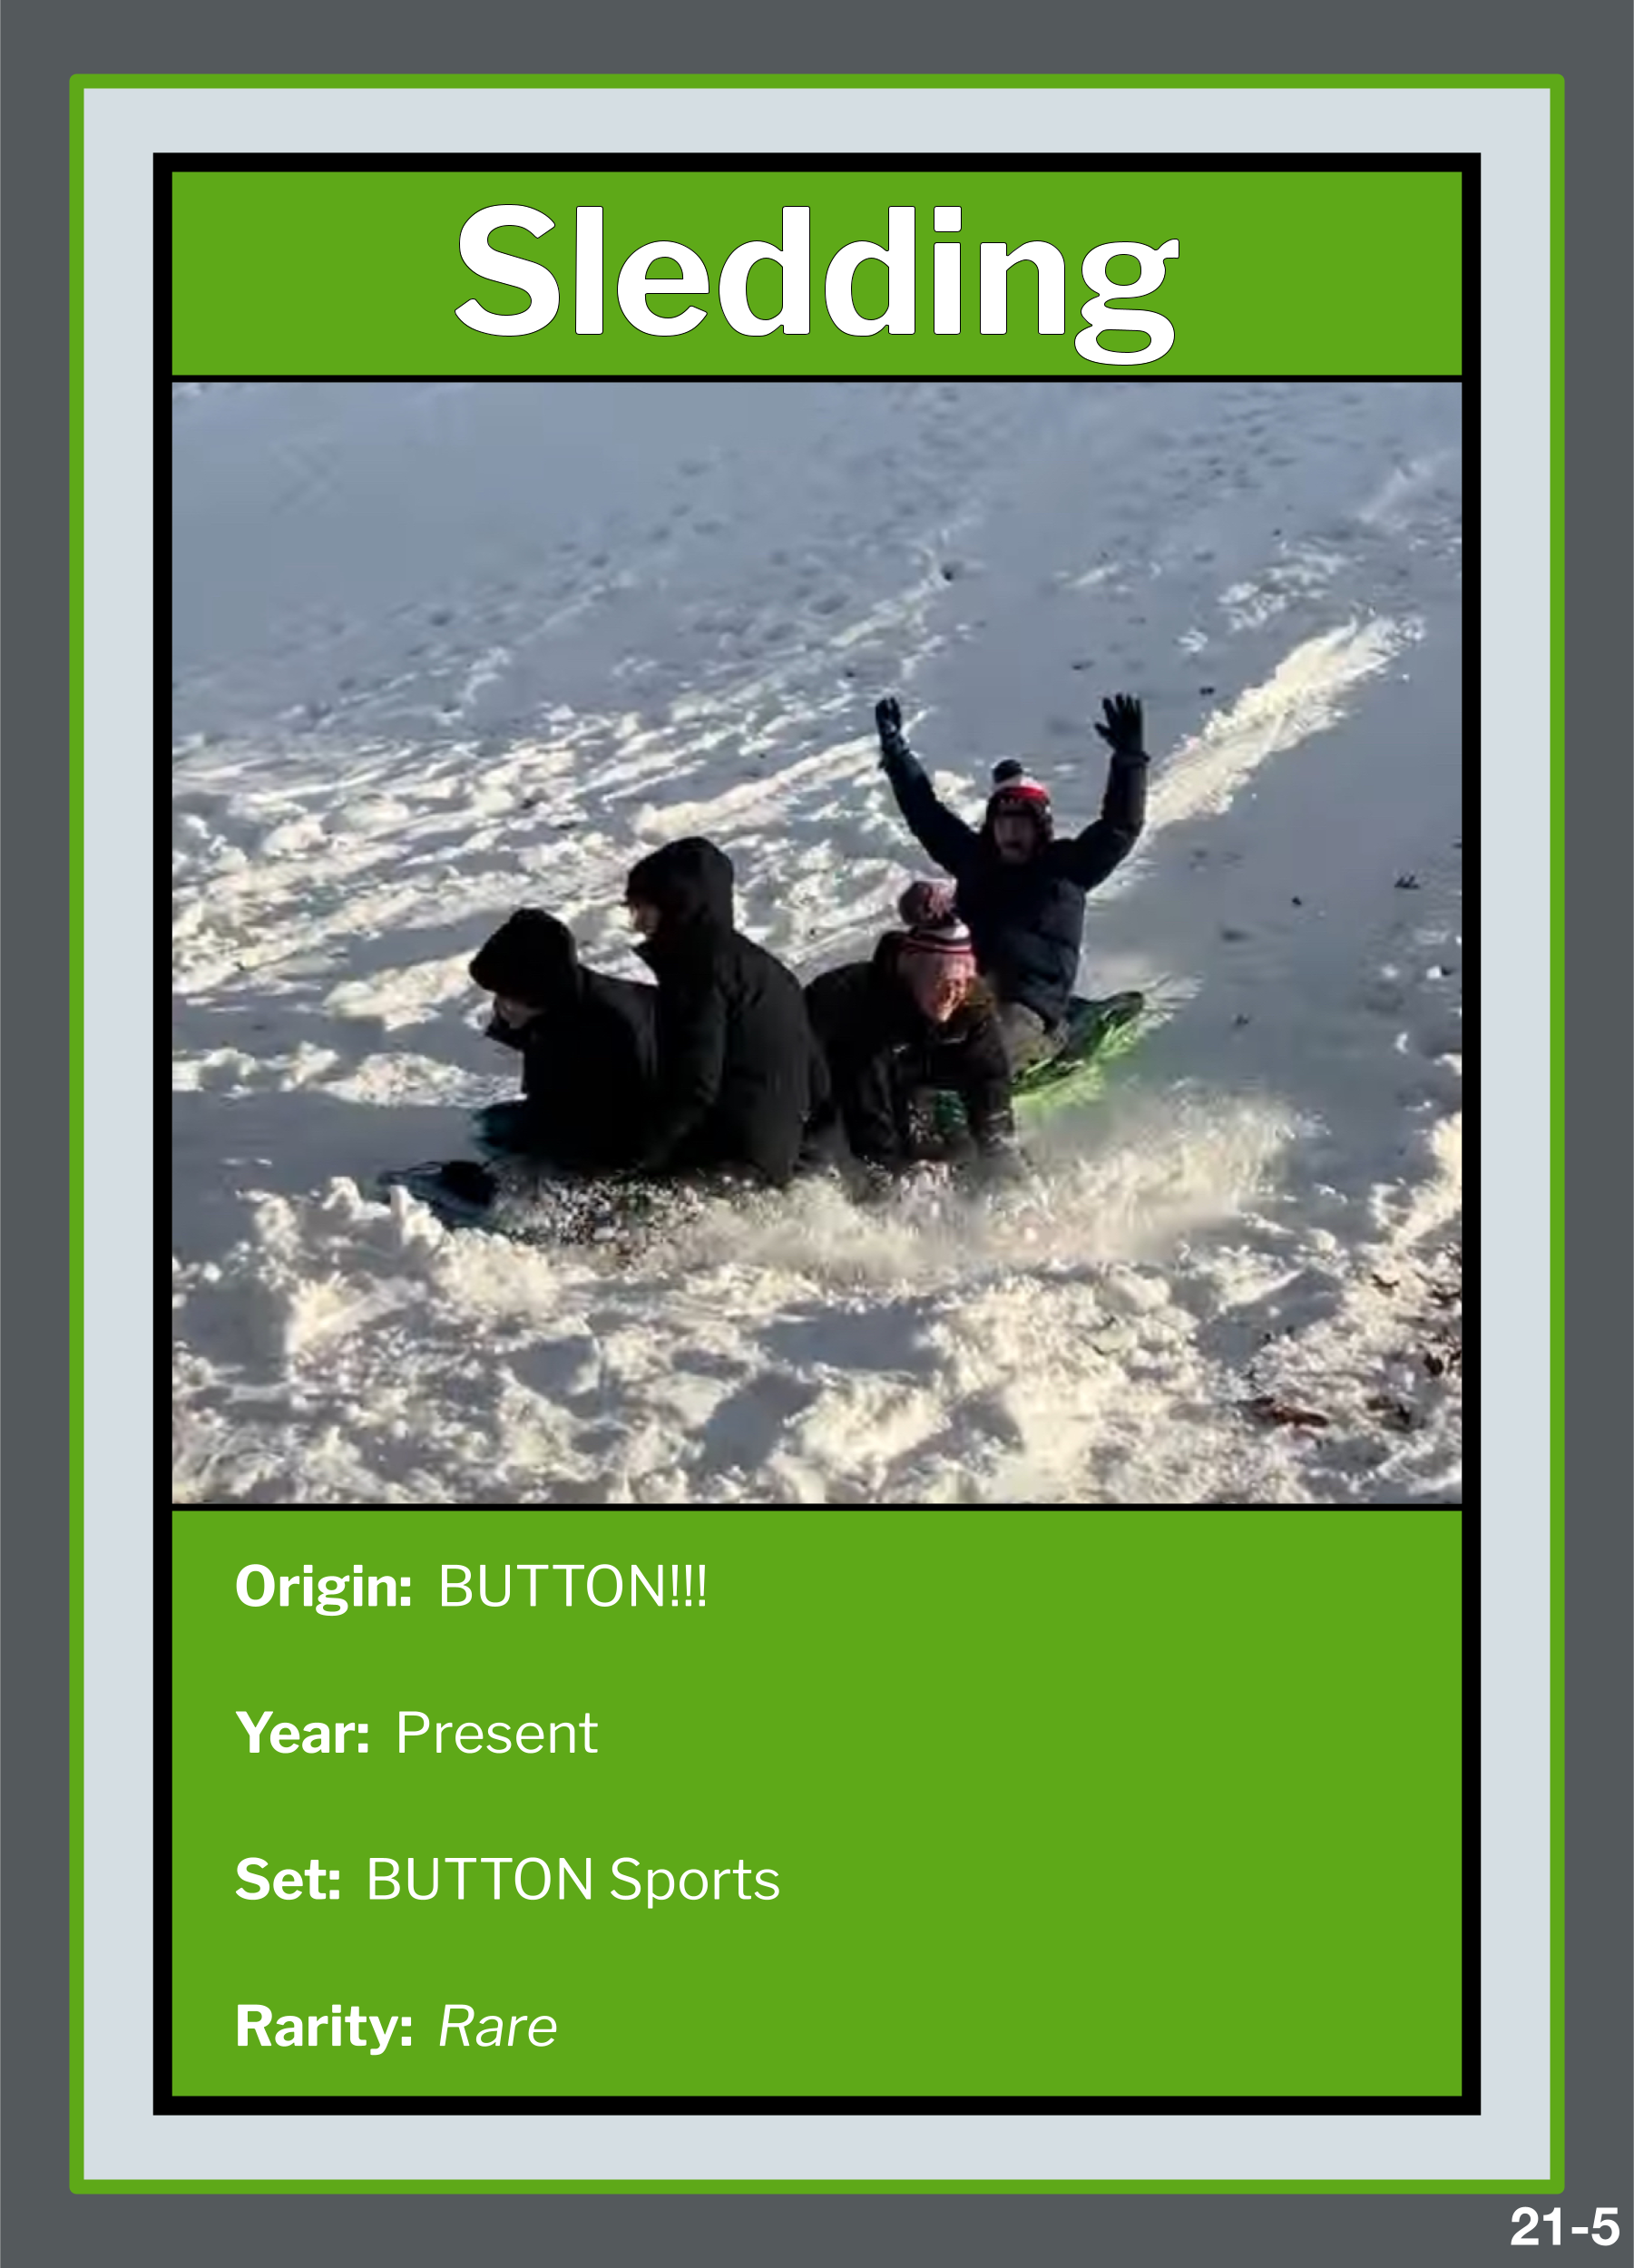 Sledding
Origin: BUTTON!!!
Year: Present
Set: BUTTON Sports
Rarity: Rare
21-5